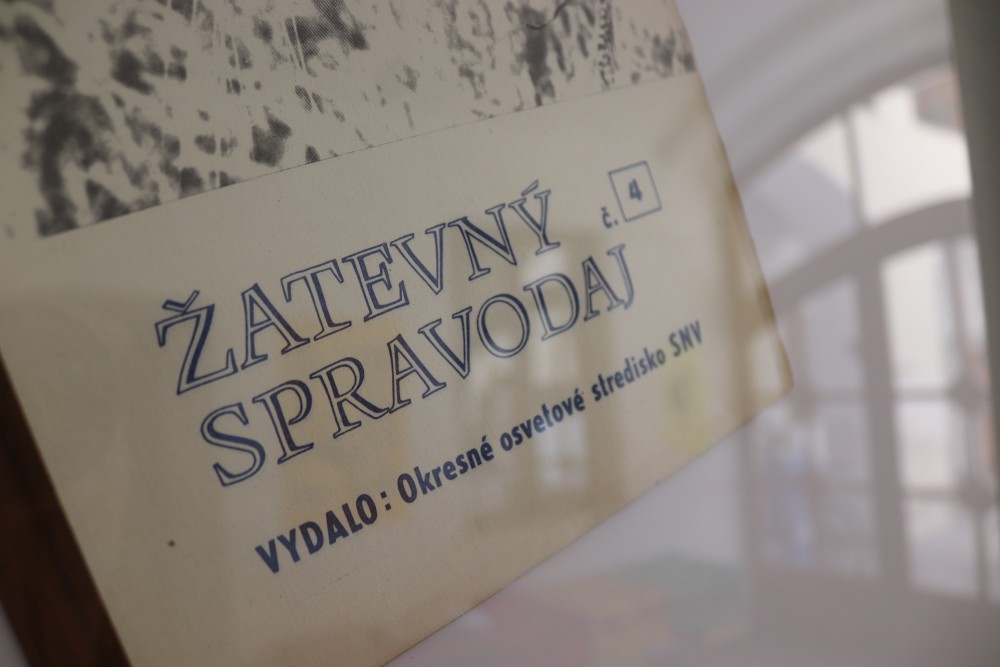 ŽATEVNÝ č. 4
SPRAVODAJ
VYDALO: Okresné osvetové stredisko SNV